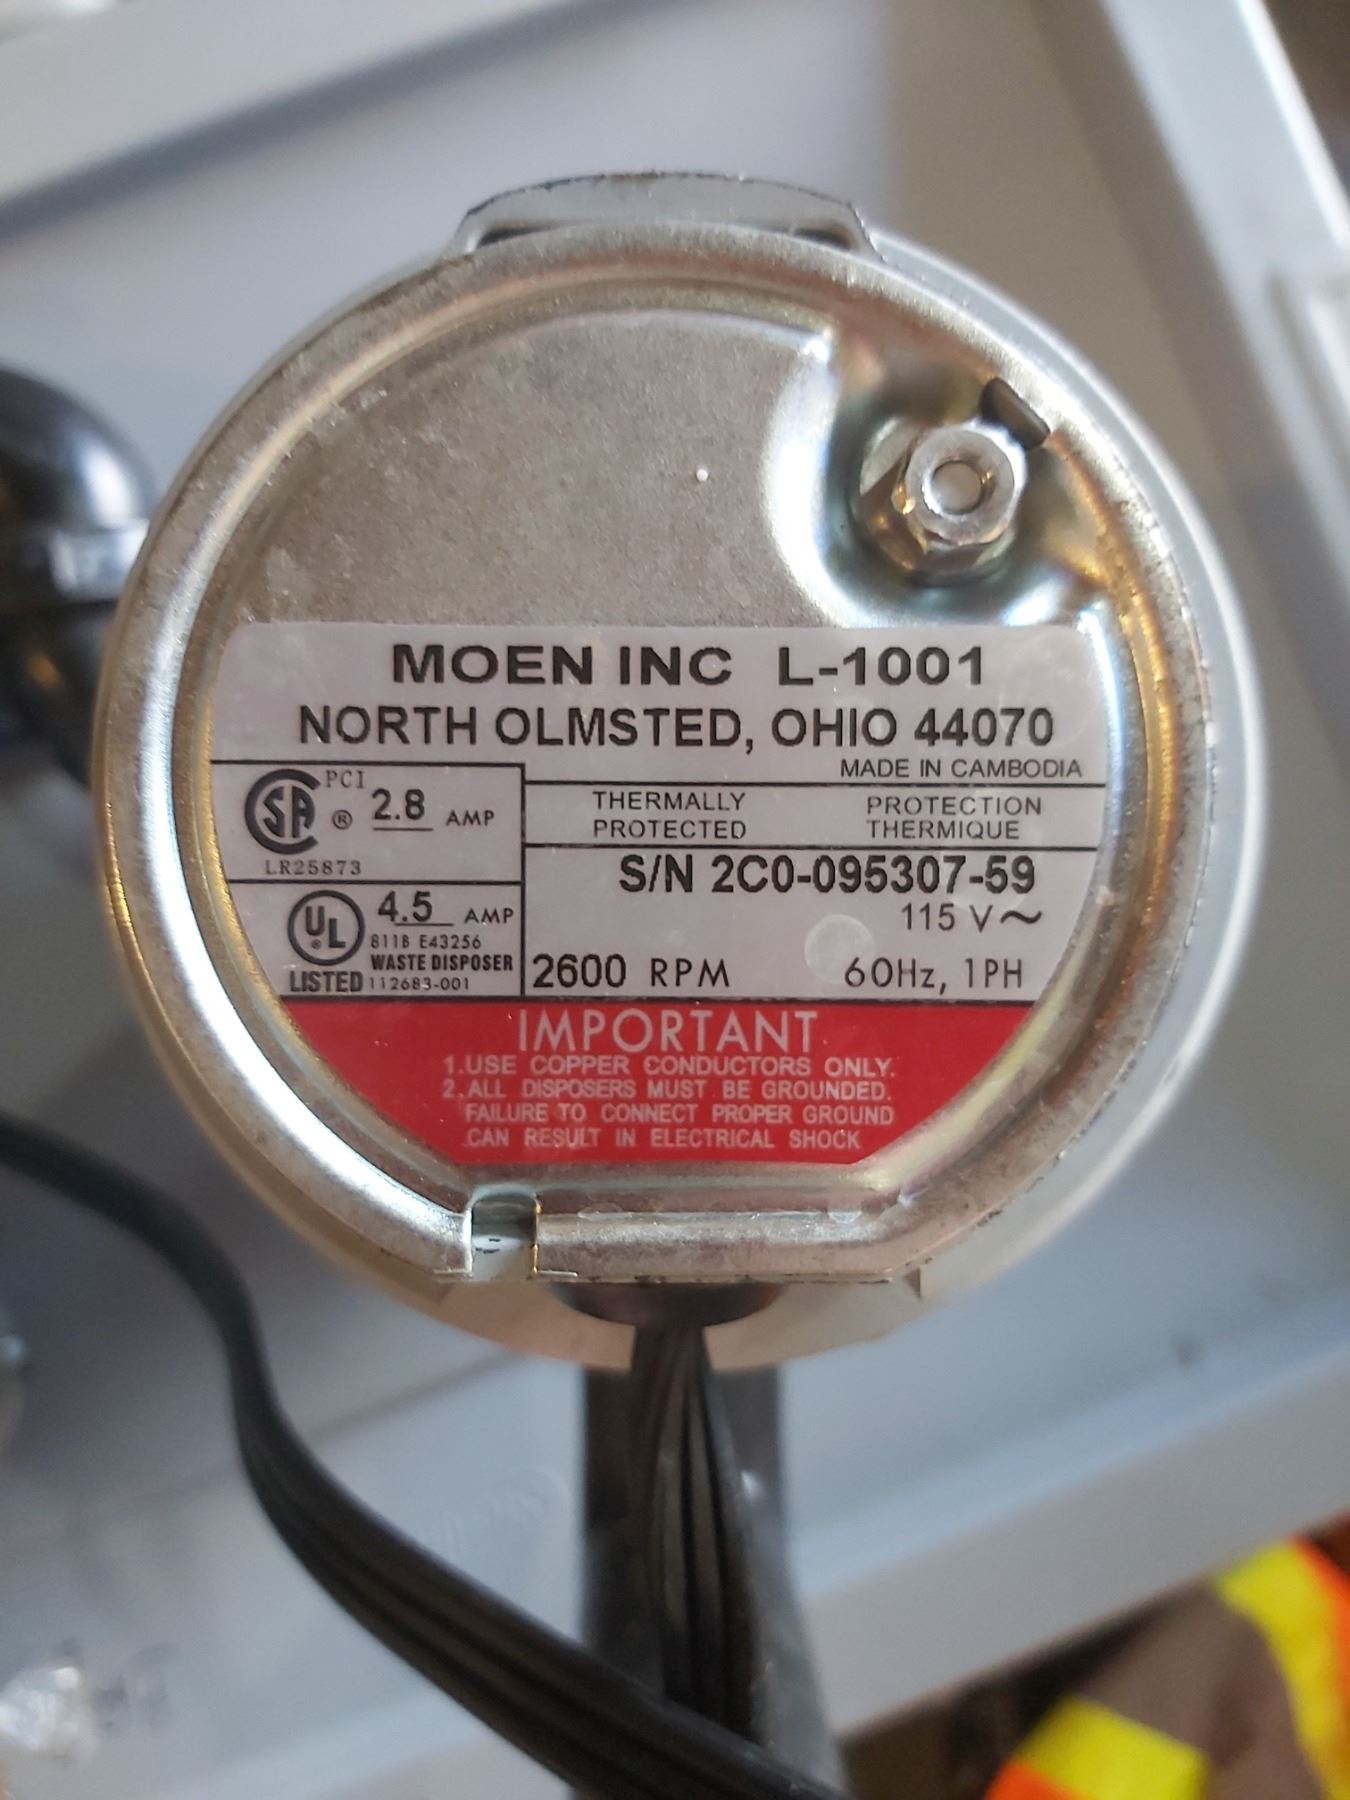 MOEN INC L-1001
NORTH OLMSTED, OHIO 44070
MADE IN CAMBODIA
SA PCI
® 2.8 AMP
LR25873
THERMALLY
PROTECTED
PROTECTION
THERMIQUE
UL
® 4.5 AMP
811B E43256
WASTE DISPOSER
LISTED 112683-001
S/N 2C0-095307-59
115 V~
2600 RPM 60Hz, 1PH
IMPORTANT
1.USE COPPER CONDUCTORS ONLY.
2.ALL DISPOSERS MUST BE GROUNDED.
FAILURE TO CONNECT PROPER GROUND
CAN RESULT IN ELECTRICAL SHOCK